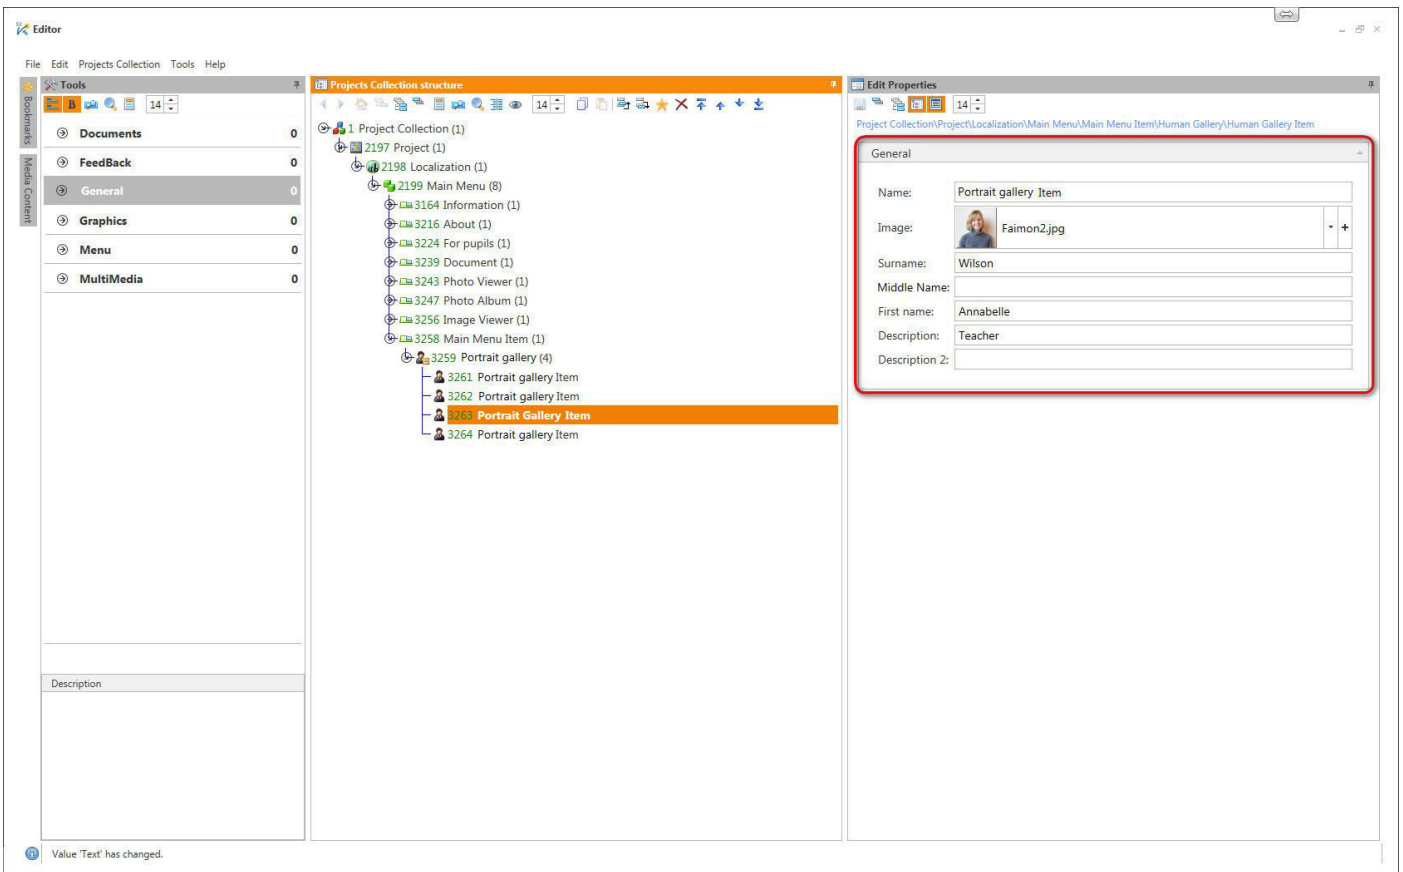 Editor
File Edit Projects Collection Tools Help
Bookmarks
Media Content
Tools
B 14
Documents 0
FeedBack 0
General 0
Graphics 0
Menu 0
MultiMedia 0
Description
Projects Collection structure
14
1 Project Collection (1)
2197 Project (1)
2198 Localization (1)
2199 Main Menu (8)
3164 Information (1)
3216 About (1)
3224 For pupils (1)
3239 Document (1)
3243 Photo Viewer (1)
3247 Photo Album (1)
3256 Image Viewer (1)
3258 Main Menu Item (1)
3259 Portrait gallery (4)
3261 Portrait gallery Item
3262 Portrait gallery Item
3263 Portrait Gallery Item
3264 Portrait gallery Item
Edit Properties
14
Project Collection\Project\Localization\Main Menu\Main Menu Item\Human Gallery\Human Gallery Item
General
Name: Portrait gallery Item
Image: Faimon2.jpg
Surname: Wilson
Middle Name:
First name: Annabelle
Description: Teacher
Description 2:
Value 'Text' has changed.